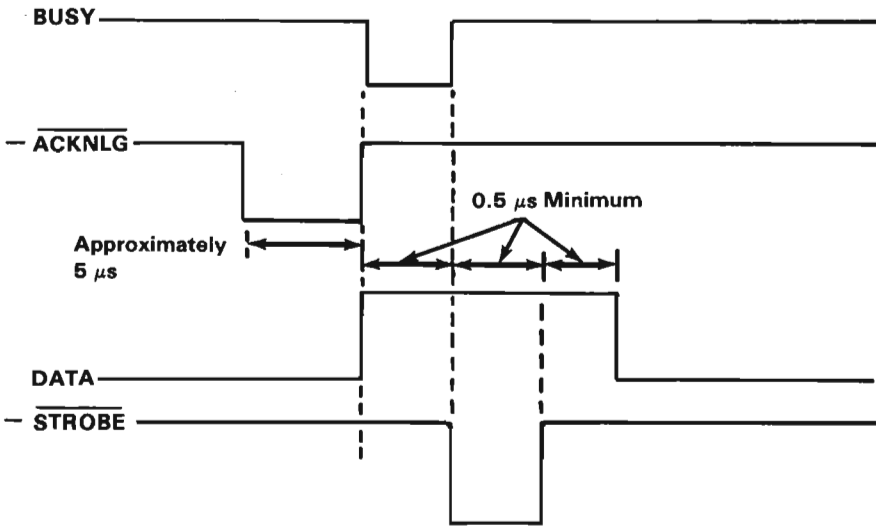 BUSY
— ACKNLG
0.5 μs Minimum
Approximately
5 μs
DATA
— STROBE